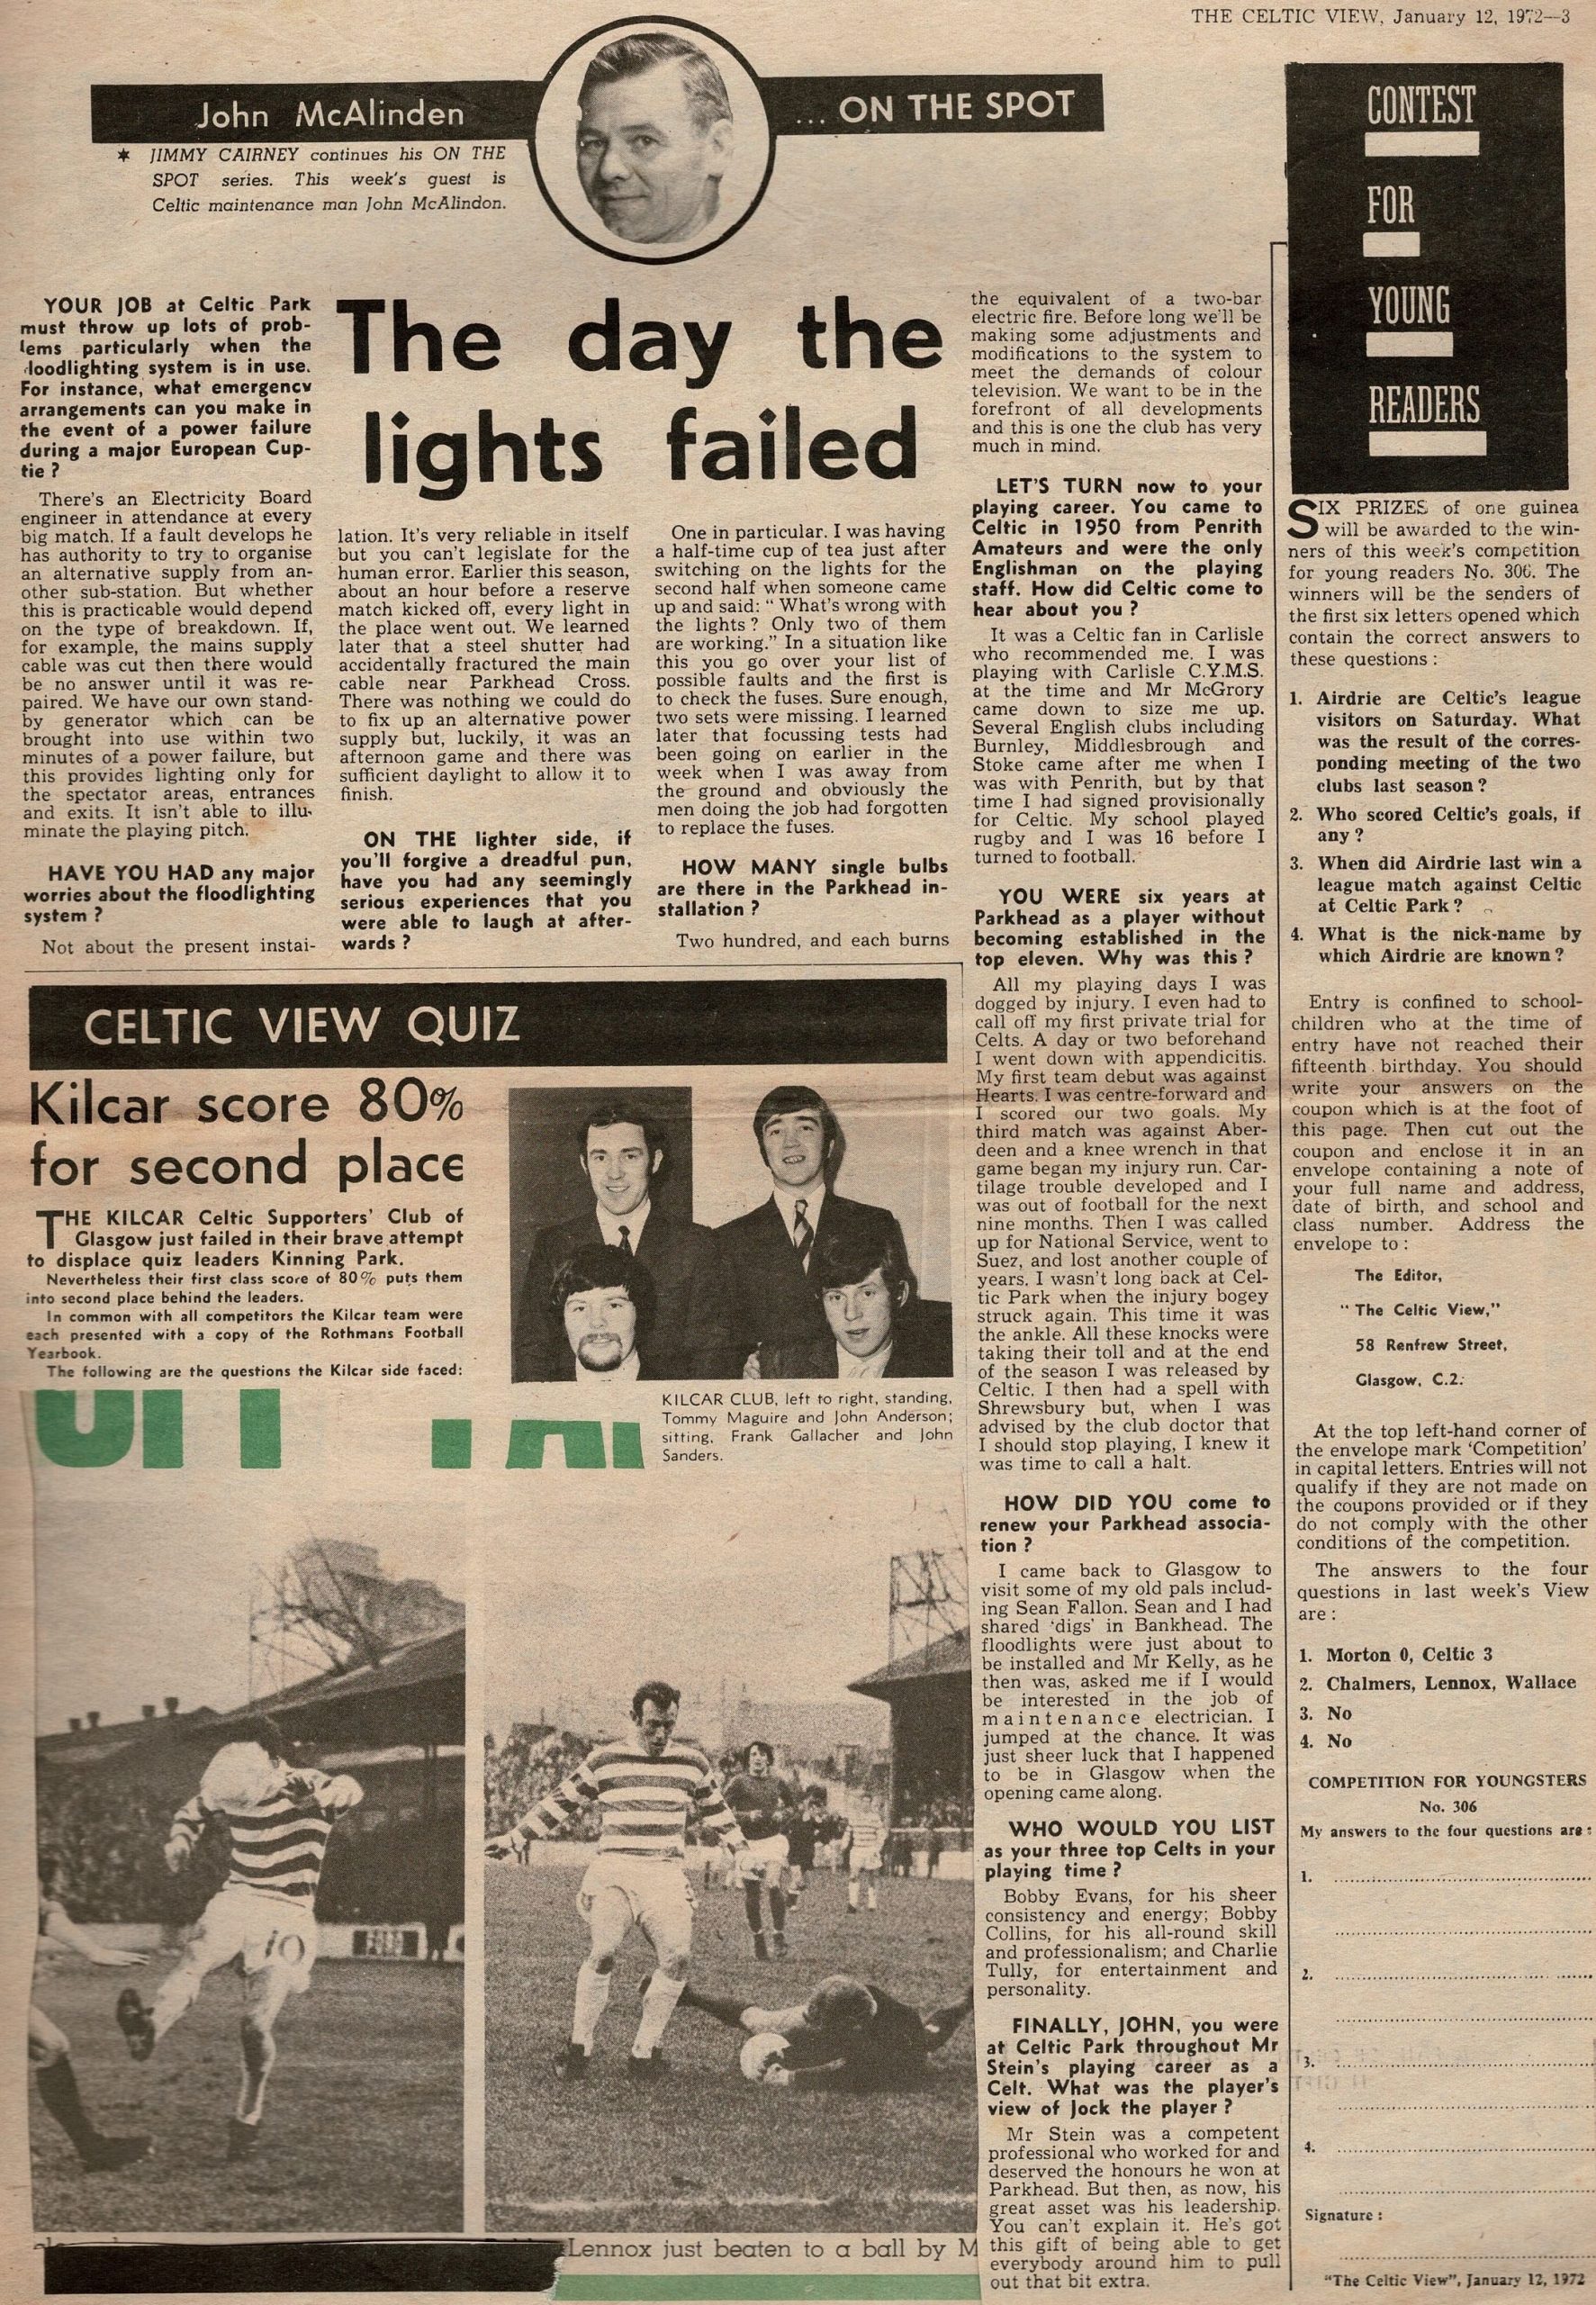 THE CELTIC VIEW, January 12, 1972—3
John McAlinden
... ON THE SPOT
✶ JIMMY CAIRNEY continues his ON THE
SPOT series. This week's guest is
Celtic maintenance man John McAlindon.
The day the
lights failed
YOUR JOB at Celtic Park
must throw up lots of prob-
lems particularly when the
loodlighting system is in use.
For instance, what emergency
arrangements can you make in
the event of a power failure
during a major European Cup-
tie ?
There's an Electricity Board
engineer in attendance at every
big match. If a fault develops he
has authority to try to organise
an alternative supply from an-
other sub-station. But whether
this is practicable would depend
on the type of breakdown. If,
for example, the mains supply
cable was cut then there would
be no answer until it was re-
paired. We have our own stand-
by generator which can be
brought into use within two
minutes of a power failure, but
this provides lighting only for
the spectator areas, entrances
and exits. It isn't able to illu-
minate the playing pitch.
HAVE YOU HAD any major
worries about the floodlighting
system ?
Not about the present instal-
lation. It's very reliable in itself
but you can't legislate for the
human error. Earlier this season,
about an hour before a reserve
match kicked off, every light in
the place went out. We learned
later that a steel shutter had
accidentally fractured the main
cable near Parkhead Cross.
There was nothing we could do
to fix up an alternative power
supply but, luckily, it was an
afternoon game and there was
sufficient daylight to allow it to
finish.
ON THE lighter side, if
you'll forgive a dreadful pun,
have you had any seemingly
serious experiences that you
were able to laugh at after-
wards ?
One in particular. I was having
a half-time cup of tea just after
switching on the lights for the
second half when someone came
up and said: " What's wrong with
the lights ? Only two of them
are working." In a situation like
this you go over your list of
possible faults and the first is
to check the fuses. Sure enough,
two sets were missing. I learned
later that focussing tests had
been going on earlier in the
week when I was away from
the ground and obviously the
men doing the job had forgotten
to replace the fuses.
HOW MANY single bulbs
are there in the Parkhead in-
stallation ?
Two hundred, and each burns
the equivalent of a two-bar
electric fire. Before long we'll be
making some adjustments and
modifications to the system to
meet the demands of colour
television. We want to be in the
forefront of all developments
and this is one the club has very
much in mind.
LET'S TURN now to your
playing career. You came to
Celtic in 1950 from Penrith
Amateurs and were the only
Englishman on the playing
staff. How did Celtic come to
hear about you ?
It was a Celtic fan in Carlisle
who recommended me. I was
playing with Carlisle C.Y.M.S.
at the time and Mr McGrory
came down to size me up.
Several English clubs including
Burnley, Middlesbrough and
Stoke came after me when I
was with Penrith, but by that
time I had signed provisionally
for Celtic. My school played
rugby and I was 16 before I
turned to football.
YOU WERE six years at
Parkhead as a player without
becoming established in the
top eleven. Why was this ?
All my playing days I was
dogged by injury. I even had to
call off my first private trial for
Celts. A day or two beforehand
I went down with appendicitis.
My first team debut was against
Hearts. I was centre-forward and
I scored our two goals. My
third match was against Aber-
deen and a knee wrench in that
game began my injury run. Car-
tilage trouble developed and I
was out of football for the next
nine months. Then I was called
up for National Service, went to
Suez, and lost another couple of
years. I wasn't long back at Cel-
tic Park when the injury bogey
struck again. This time it was
the ankle. All these knocks were
taking their toll and at the end
of the season I was released by
Celtic. I then had a spell with
Shrewsbury but, when I was
advised by the club doctor that
I should stop playing, I knew it
was time to call a halt.
HOW DID YOU come to
renew your Parkhead associa-
tion ?
I came back to Glasgow to
visit some of my old pals includ-
ing Sean Fallon. Sean and I had
shared 'digs' in Bankhead. The
floodlights were just about to
be installed and Mr Kelly, as he
then was, asked me if I would
be interested in the job of
maintenance electrician. I
jumped at the chance. It was
just sheer luck that I happened
to be in Glasgow when the
opening came along.
WHO WOULD YOU LIST
as your three top Celts in your
playing time ?
Bobby Evans, for his sheer
consistency and energy; Bobby
Collins, for his all-round skill
and professionalism; and Charlie
Tully, for entertainment and
personality.
FINALLY, JOHN, you were
at Celtic Park throughout Mr
Stein's playing career as a
Celt. What was the player's
view of Jock the player ?
Mr Stein was a competent
professional who worked for and
deserved the honours he won at
Parkhead. But then, as now, his
great asset was his leadership.
You can't explain it. He's got
this gift of being able to get
everybody around him to pull
out that bit extra.
CELTIC VIEW QUIZ
Kilcar score 80%
for second place
THE KILCAR Celtic Supporters' Club of
Glasgow just failed in their brave attempt
to displace quiz leaders Kinning Park.
Nevertheless their first class score of 80% puts them
into second place behind the leaders.
In common with all competitors the Kilcar team were
each presented with a copy of the Rothmans Football
Yearbook.
The following are the questions the Kilcar side faced:
KILCAR CLUB, left to right, standing,
Tommy Maguire and John Anderson;
sitting, Frank Gallacher and John
Sanders.
10
FORD
Lennox just beaten to a ball by M
CONTEST
FOR
YOUNG
READERS
SIX PRIZES of one guinea
will be awarded to the win-
ners of this week's competition
for young readers No. 306. The
winners will be the senders of
the first six letters opened which
contain the correct answers to
these questions :
1. Airdrie are Celtic's league
visitors on Saturday. What
was the result of the corres-
ponding meeting of the two
clubs last season ?
2. Who scored Celtic's goals, if
any ?
3. When did Airdrie last win a
league match against Celtic
at Celtic Park ?
4. What is the nick-name by
which Airdrie are known ?
Entry is confined to school-
children who at the time of
entry have not reached their
fifteenth birthday. You should
write your answers on the
coupon which is at the foot of
this page. Then cut out the
coupon and enclose it in an
envelope containing a note of
your full name and address,
date of birth, and school and
class number. Address the
envelope to :
The Editor,
" The Celtic View,"
58 Renfrew Street,
Glasgow, C.2.
At the top left-hand corner of
the envelope mark 'Competition'
in capital letters. Entries will not
qualify if they are not made on
the coupons provided or if they
do not comply with the other
conditions of the competition.
The answers to the four
questions in last week's View
are :
1. Morton 0, Celtic 3
2. Chalmers, Lennox, Wallace
3. No
4. No
COMPETITION FOR YOUNGSTERS
No. 306
My answers to the four questions are :
1.
2.
3.
4.
Signature :
"The Celtic View", January 12, 1972